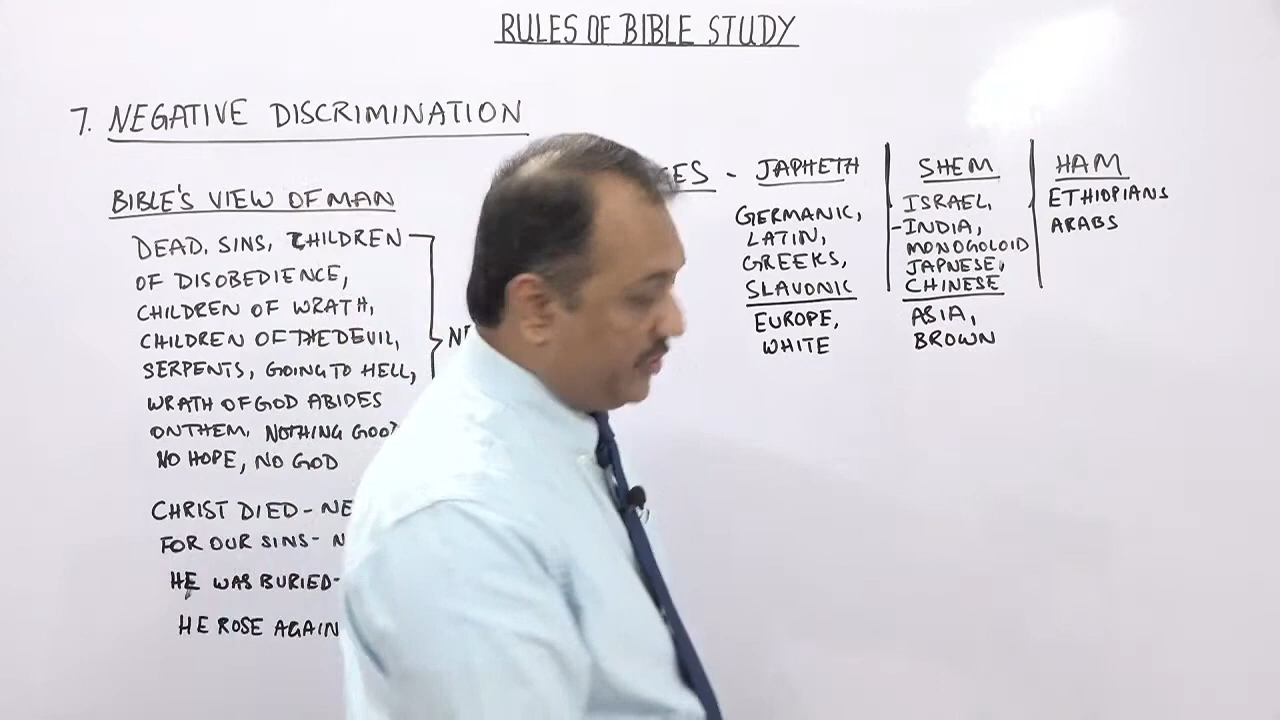 RULES OF BIBLE STUDY
7. NEGATIVE DISCRIMINATION
BIBLE'S VIEW OF MAN
DEAD, SINS, CHILDREN
OF DISOBEDIENCE,
CHILDREN OF WRATH,
CHILDREN OF THE DEVIL,
SERPENTS, GOING TO HELL,
WRATH OF GOD ABIDES
ON THEM, NOTHING GOOD
NO HOPE, NO GOD
CHRIST DIED -
FOR OUR SINS -
HE WAS BURIED -
HE ROSE AGAIN
- JAPHETH
GERMANIC,
LATIN,
GREEKS,
SLAVONIC
EUROPE,
WHITE
SHEM
ISRAEL,
- INDIA,
MONOGOLOID
JAPNESE,
CHINESE
ASIA,
BROWN
HAM
ETHIOPIANS
ARABS